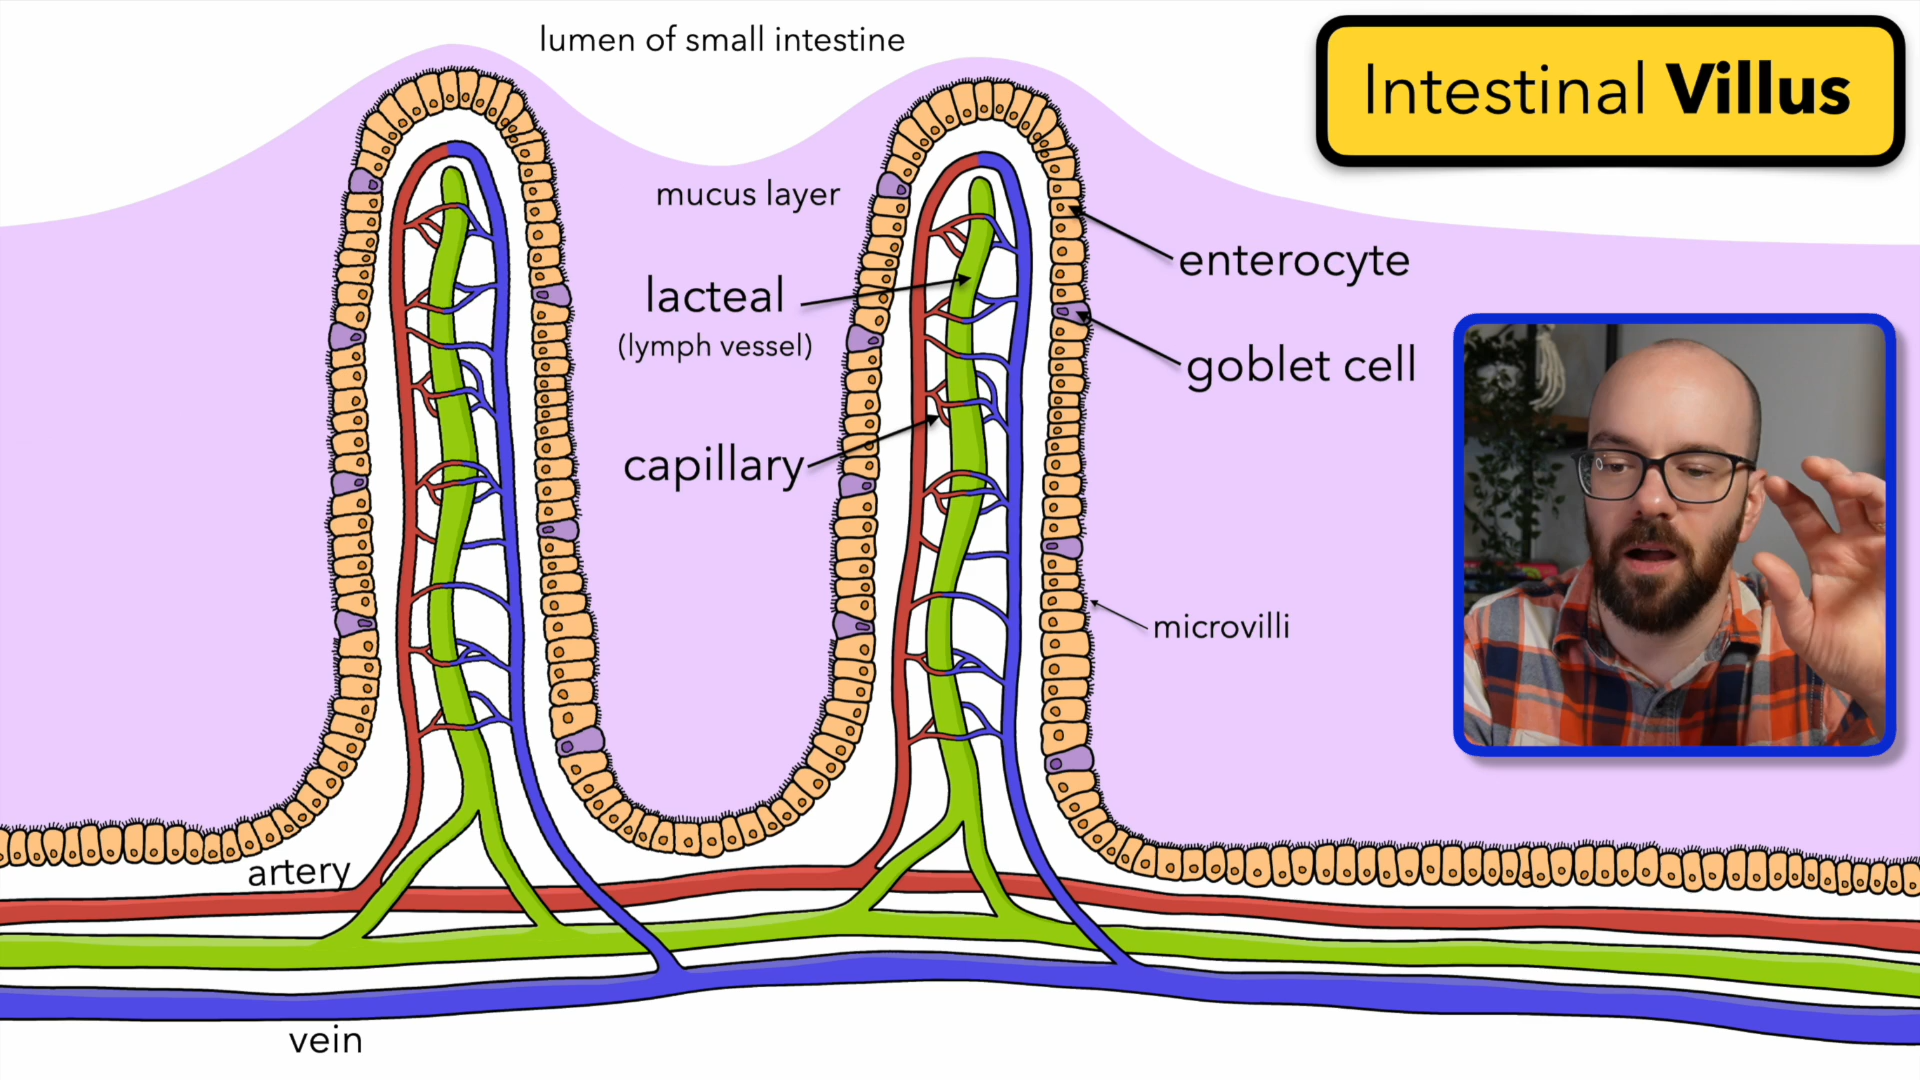 lumen of small intestine
Intestinal Villus
mucus layer
lacteal
(lymph vessel)
capillary
enterocyte
goblet cell
microvilli
artery
vein